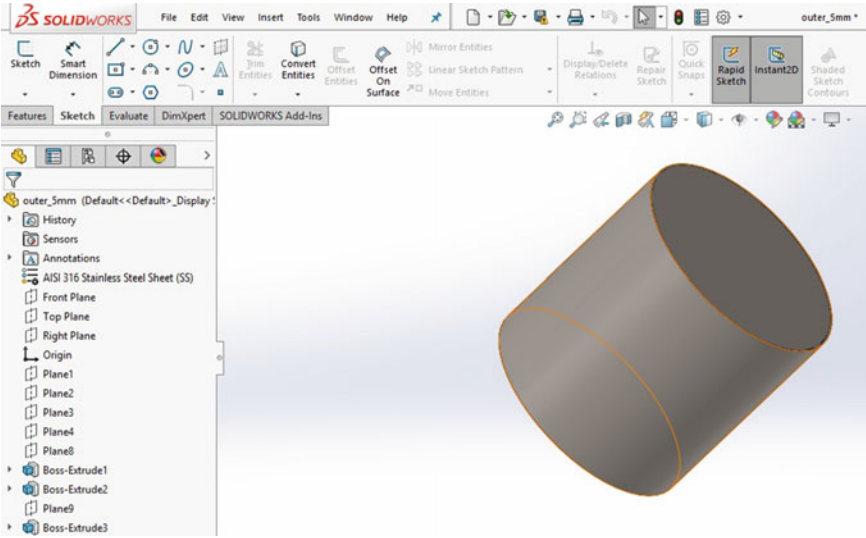 SOLIDWORKS File Edit View Insert Tools Window Help outer_5mm *
Sketch
Smart Dimension
Trim Entities
Convert Entities
Offset Entities
Offset On Surface
Mirror Entities
Linear Sketch Pattern
Move Entities
Display/Delete Relations
Repair Sketch
Quick Snaps
Rapid Sketch
Instant2D
Shaded Sketch Contours
Features Sketch Evaluate DimXpert SOLIDWORKS Add-Ins
outer_5mm (Default<<Default>_Display
History
Sensors
Annotations
AISI 316 Stainless Steel Sheet (SS)
Front Plane
Top Plane
Right Plane
Origin
Plane1
Plane2
Plane3
Plane4
Plane8
Boss-Extrude1
Boss-Extrude2
Plane9
Boss-Extrude3